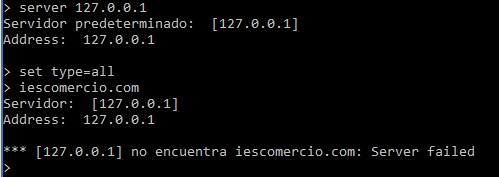 > server 127.0.0.1
Servidor predeterminado:  [127.0.0.1]
Address:  127.0.0.1
> set type=all
> iescomercio.com
Servidor:  [127.0.0.1]
Address:  127.0.0.1
*** [127.0.0.1] no encuentra iescomercio.com: Server failed
>